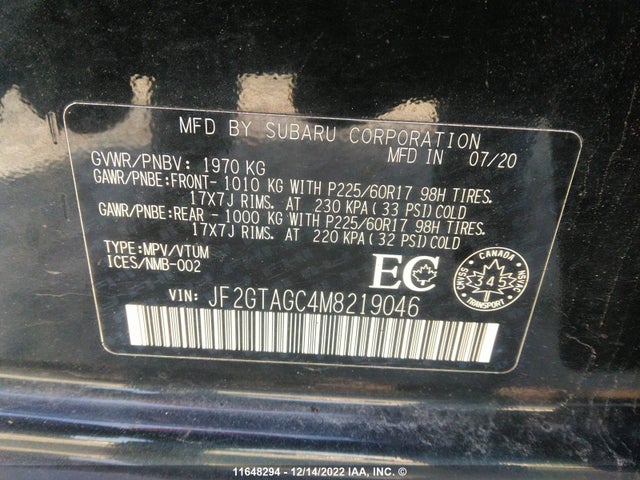 MFD BY SUBARU CORPORATION
GVWR/PNBV: 1970 KG
MFD IN 07/20
GAWR/PNBE:FRONT- 1010 KG WITH P225/60R17 98H TIRES.
17X7J RIMS. AT 230 KPA(33 PSI)COLD
GAWR/PNBE:REAR - 1000 KG WITH P225/60R17 98H TIRES.
17X7J RIMS. AT 220 KPA(32 PSI)COLD
TYPE:MPV/VTUM
ICES/NMB-002
EC
CANADA
CMVSS
345
NSVAC
TRANSPORT
VIN: JF2GTAGC4M8219046
11648294 - 12/14/2022 IAA, INC. ©